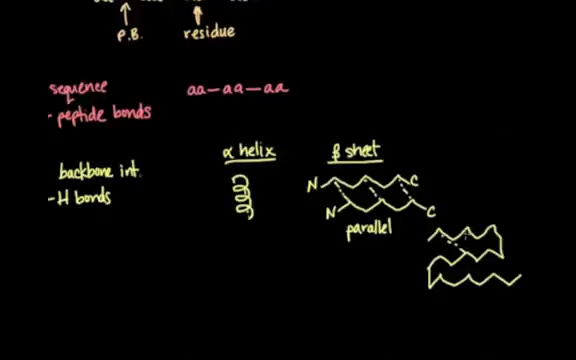 P.B. residue
sequence aa-aa-aa
- peptide bonds
α helix β sheet
backbone int.
- H bonds
N C
N C
parallel